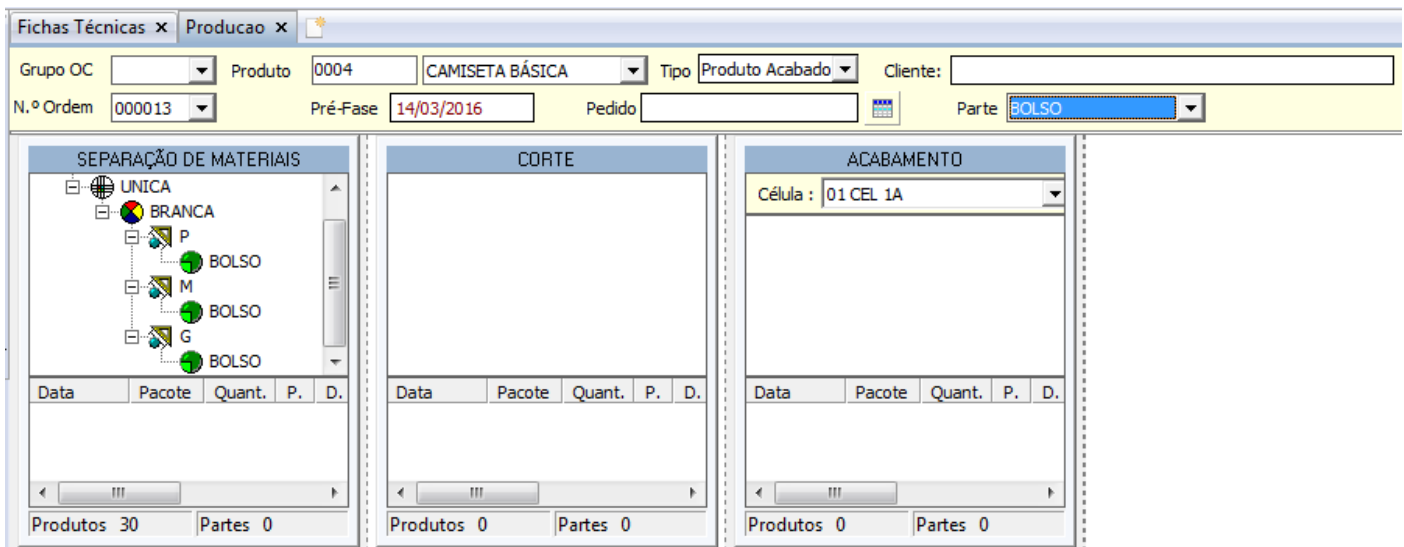 Fichas Técnicas x Producao x
Grupo OC Produto 0004 CAMISETA BÁSICA Tipo Produto Acabado Cliente:
N.º Ordem 000013 Pré-Fase 14/03/2016 Pedido Parte BOLSO
SEPARAÇÃO DE MATERIAIS CORTE ACABAMENTO
UNICA
Célula : 01 CEL 1A
BRANCA
P
BOLSO
M
BOLSO
G
BOLSO
Data Pacote Quant. P. D. Data Pacote Quant. P. D. Data Pacote Quant. P. D.
Produtos 30 Partes 0 Produtos 0 Partes 0 Produtos 0 Partes 0